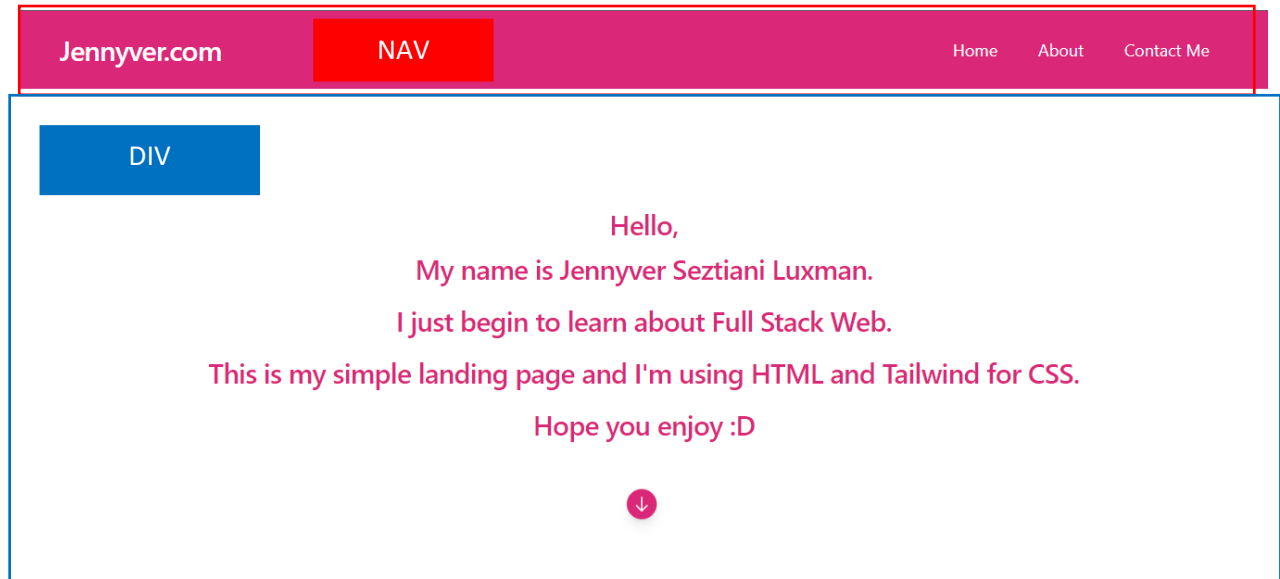 Jennyver.com NAV Home About Contact Me
DIV
Hello,
My name is Jennyver Seztiani Luxman.
I just begin to learn about Full Stack Web.
This is my simple landing page and I'm using HTML and Tailwind for CSS.
Hope you enjoy :D